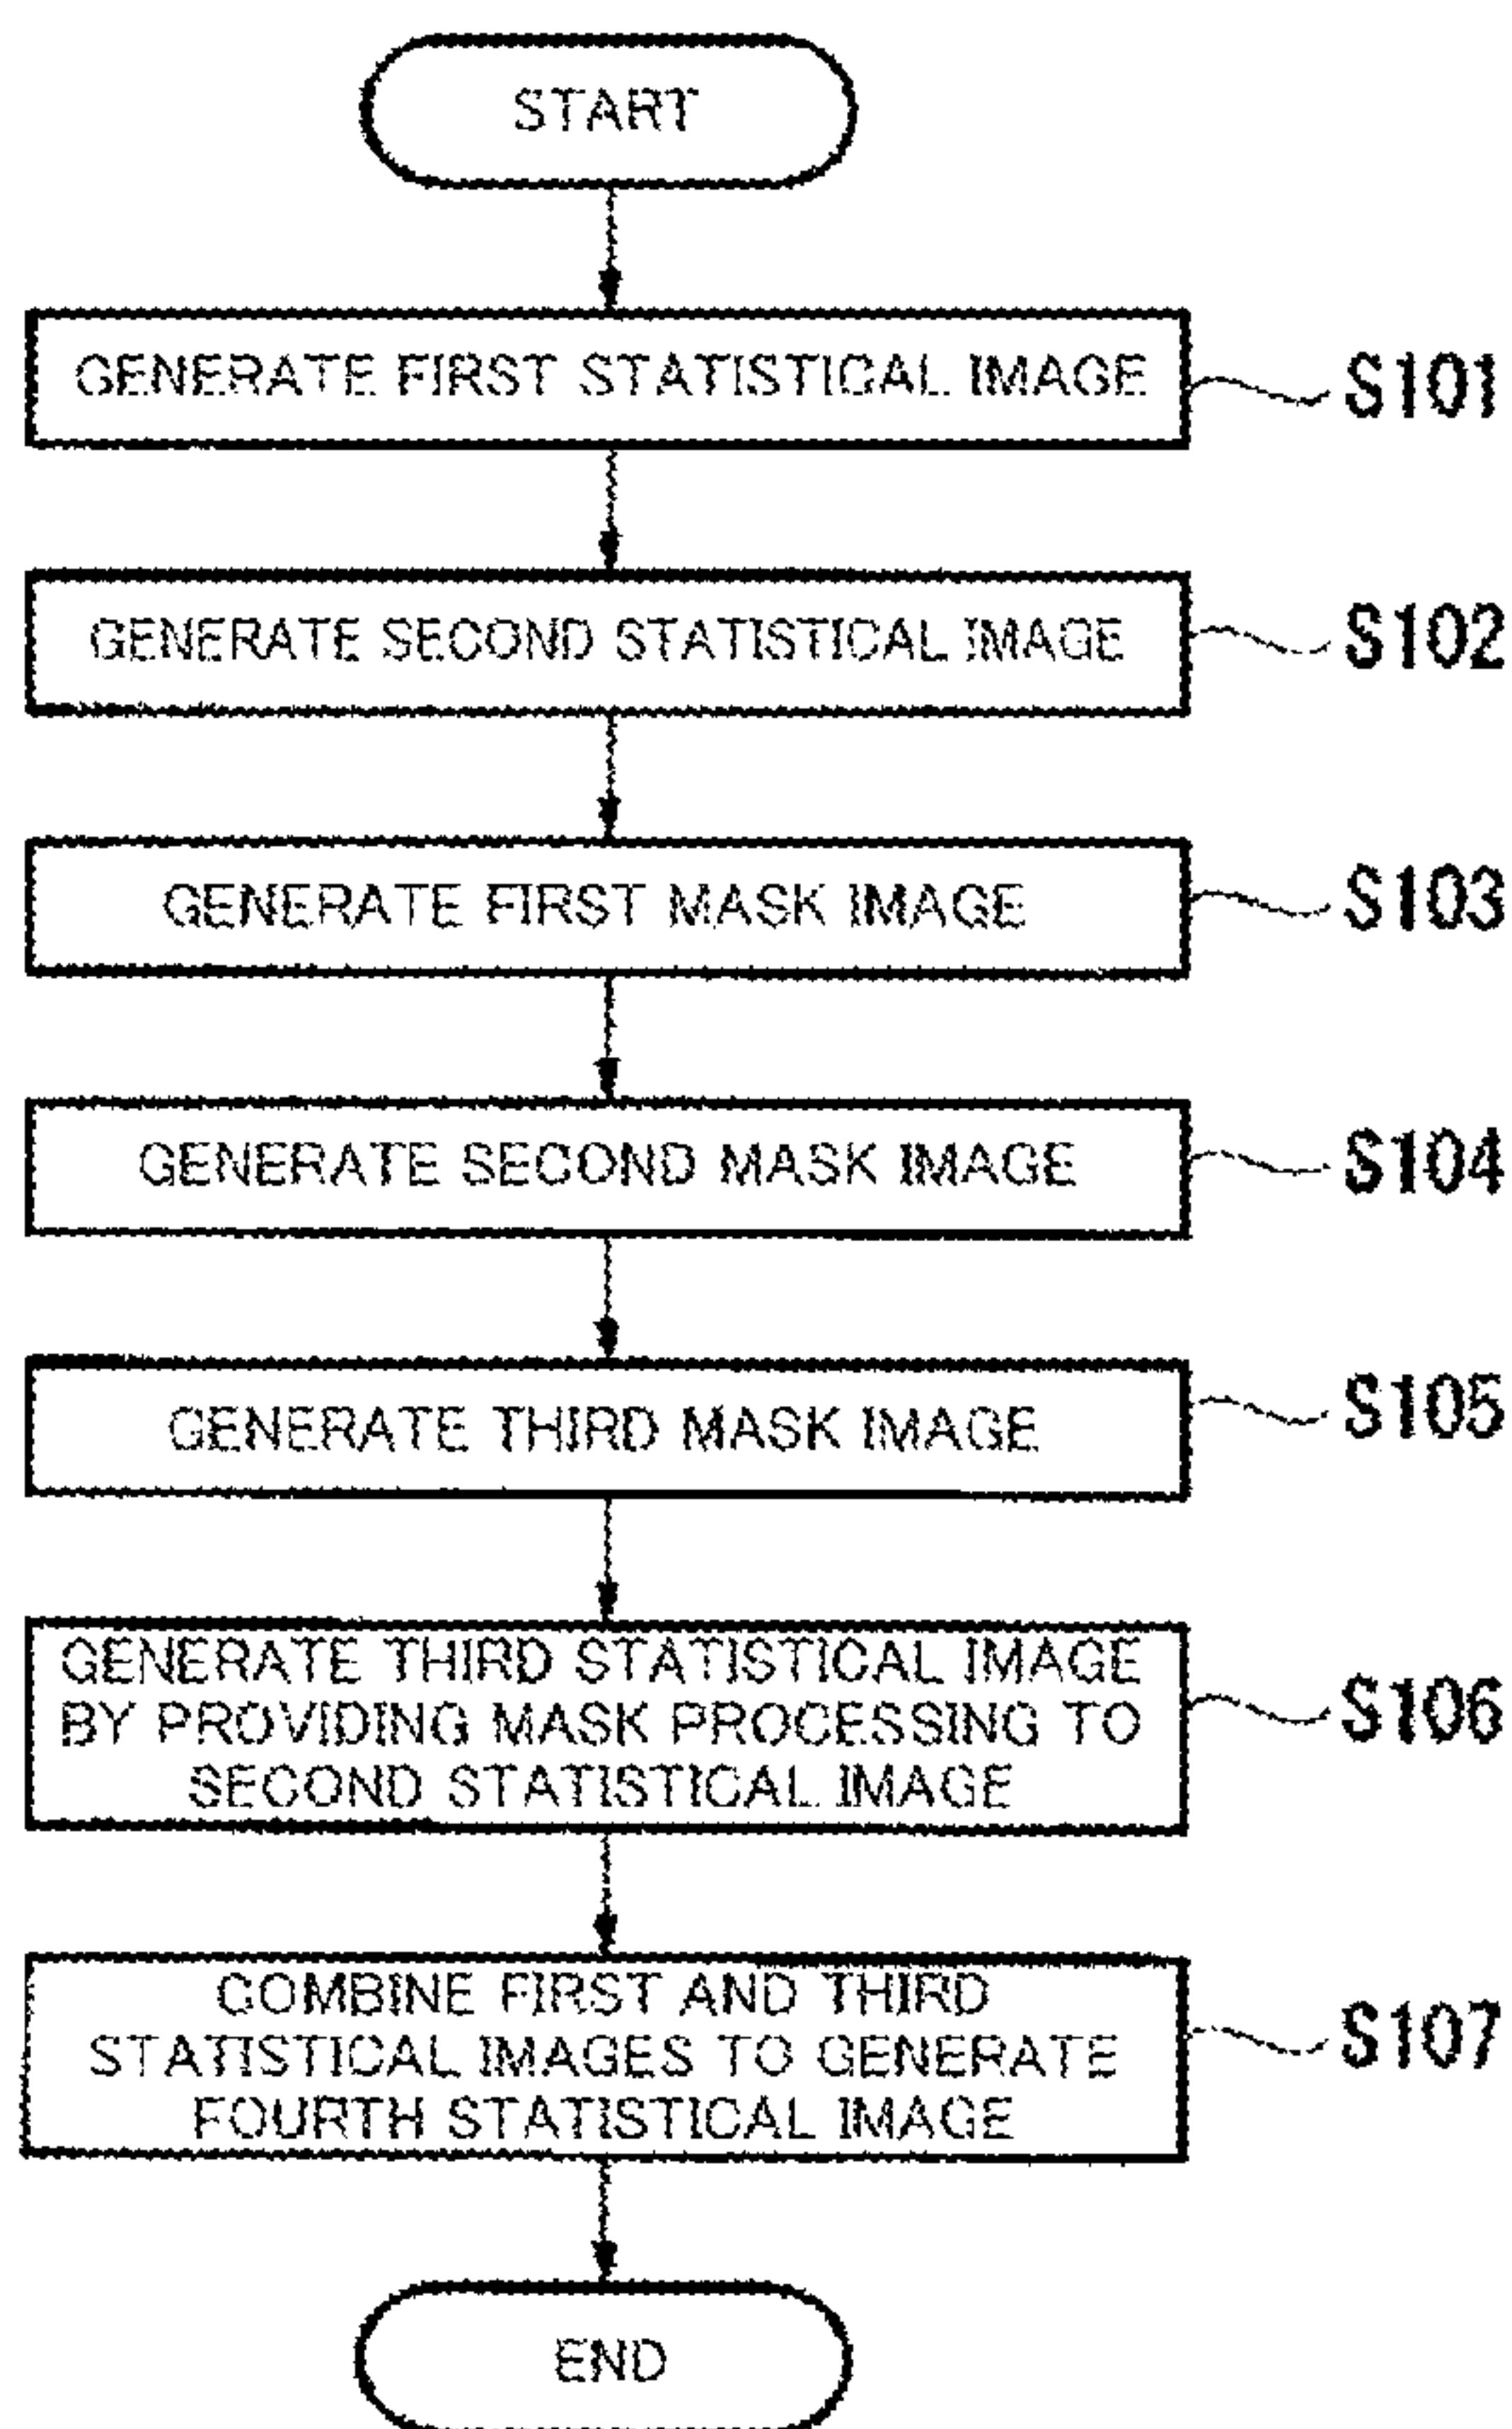 START
GENERATE FIRST STATISTICAL IMAGE
S101
GENERATE SECOND STATISTICAL IMAGE
S102
GENERATE FIRST MASK IMAGE
S103
GENERATE SECOND MASK IMAGE
S104
GENERATE THIRD MASK IMAGE
S105
GENERATE THIRD STATISTICAL IMAGE
BY PROVIDING MASK PROCESSING TO
SECOND STATISTICAL IMAGE
S106
COMBINE FIRST AND THIRD
STATISTICAL IMAGES TO GENERATE
FOURTH STATISTICAL IMAGE
S107
END